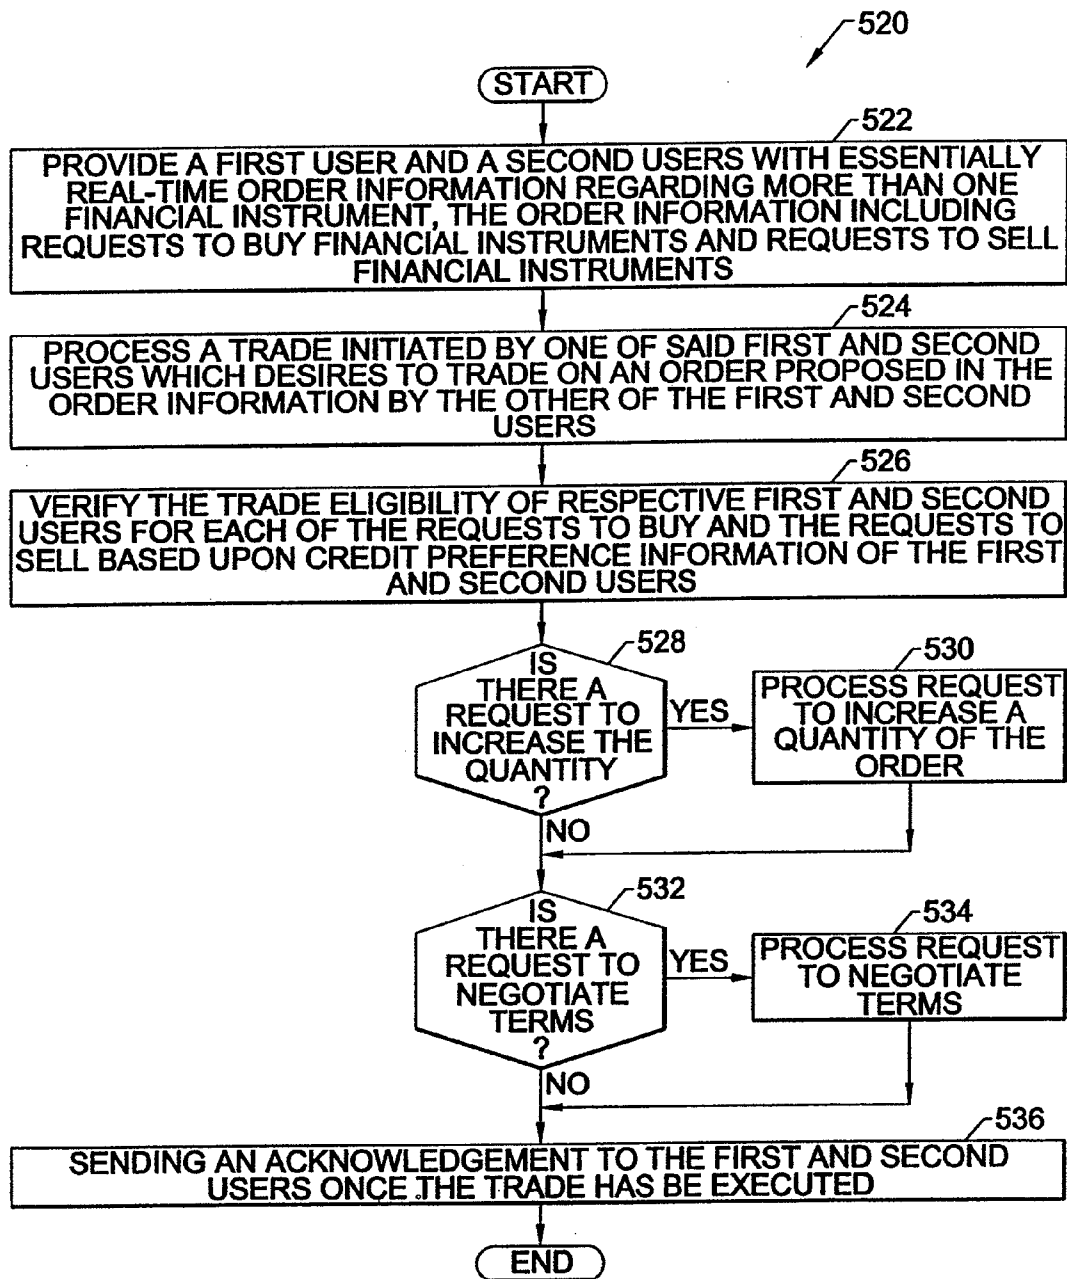 520
START
522
PROVIDE A FIRST USER AND A SECOND USERS WITH ESSENTIALLY
REAL-TIME ORDER INFORMATION REGARDING MORE THAN ONE
FINANCIAL INSTRUMENT, THE ORDER INFORMATION INCLUDING
REQUESTS TO BUY FINANCIAL INSTRUMENTS AND REQUESTS TO SELL
FINANCIAL INSTRUMENTS
524
PROCESS A TRADE INITIATED BY ONE OF SAID FIRST AND SECOND
USERS WHICH DESIRES TO TRADE ON AN ORDER PROPOSED IN THE
ORDER INFORMATION BY THE OTHER OF THE FIRST AND SECOND
USERS
526
VERIFY THE TRADE ELIGIBILITY OF RESPECTIVE FIRST AND SECOND
USERS FOR EACH OF THE REQUESTS TO BUY AND THE REQUESTS TO
SELL BASED UPON CREDIT PREFERENCE INFORMATION OF THE FIRST
AND SECOND USERS
528
IS
THERE A
REQUEST TO
INCREASE THE
QUANTITY
?
YES
530
PROCESS REQUEST
TO INCREASE A
QUANTITY OF THE
ORDER
NO
532
IS
THERE A
REQUEST TO
NEGOTIATE
TERMS
?
YES
534
PROCESS REQUEST
TO NEGOTIATE
TERMS
NO
536
SENDING AN ACKNOWLEDGEMENT TO THE FIRST AND SECOND
USERS ONCE THE TRADE HAS BE EXECUTED
END